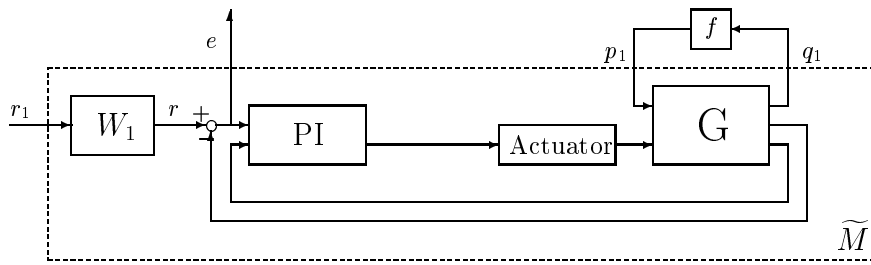 f
e
p₁
q₁
r₁
W₁
r
+
−
PI
Actuator
G
M̃